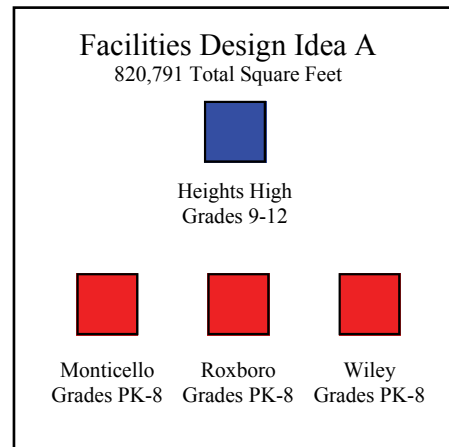 Facilities Design Idea A
820,791 Total Square Feet
Heights High
Grades 9-12
Monticello
Grades PK-8
Roxboro
Grades PK-8
Wiley
Grades PK-8